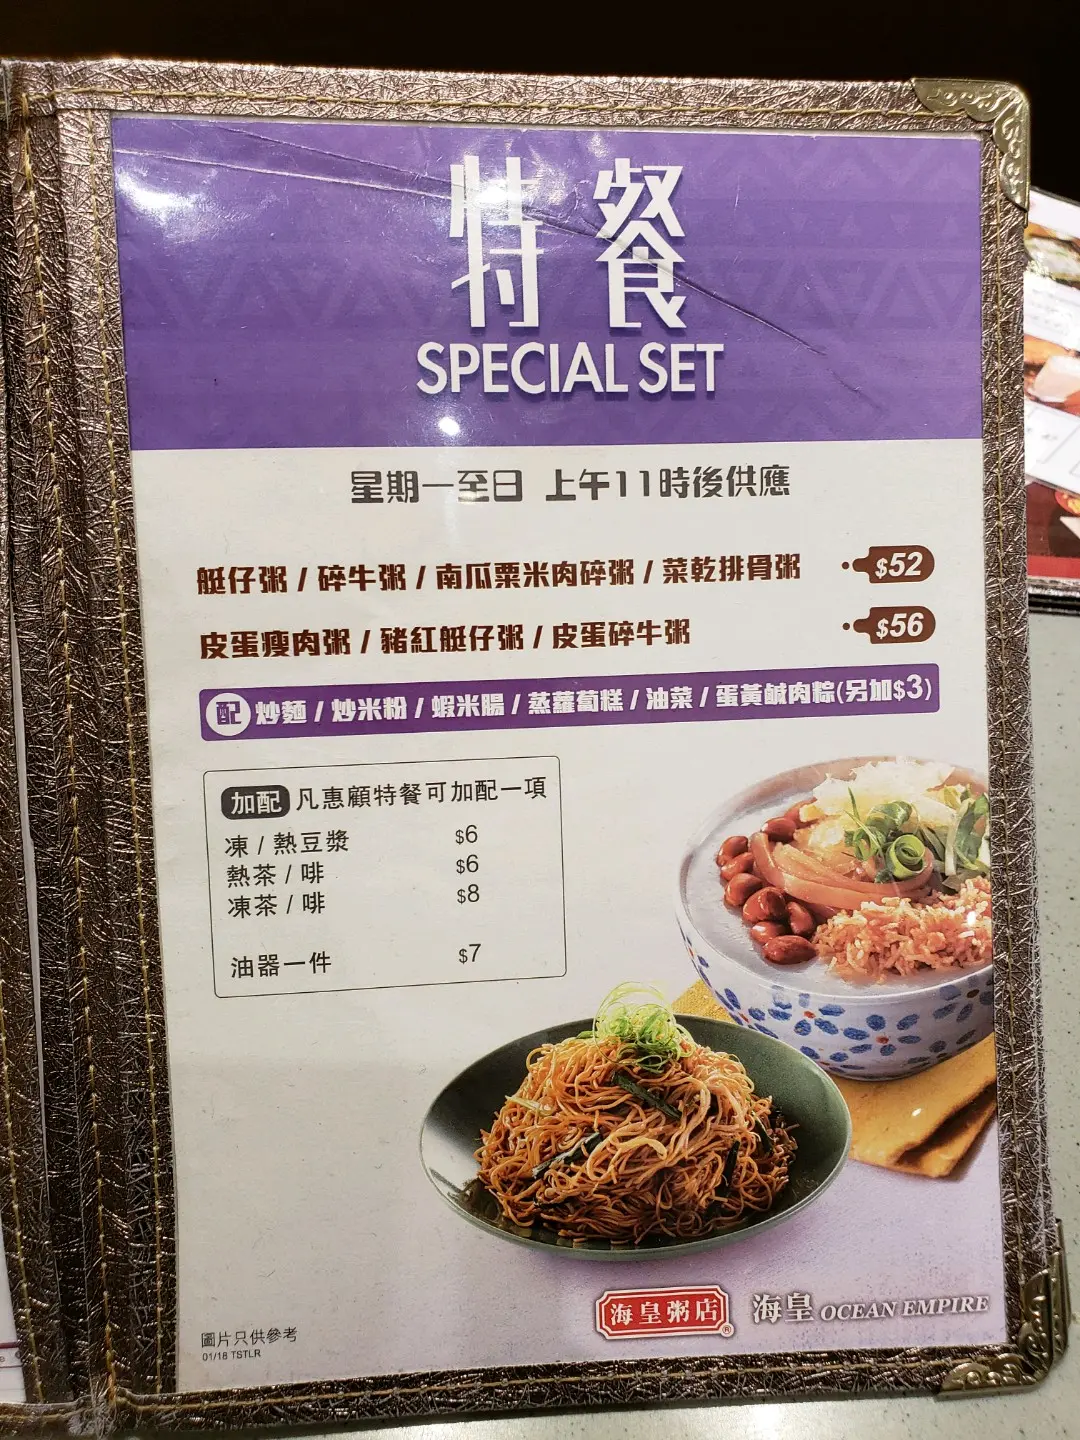 特餐
SPECIAL SET
星期一至日 上午11時後供應
艇仔粥 / 碎牛粥 / 南瓜粟米肉碎粥 / 菜乾排骨粥 $52
皮蛋瘦肉粥 / 豬紅艇仔粥 / 皮蛋碎牛粥 $56
配 炒麵 / 炒米粉 / 蝦米腸 / 蒸蘿蔔糕 / 油菜 / 蛋黃鹹肉粽(另加$3)
加配 凡惠顧特餐可加配一項
凍 / 熱豆漿 $6
熱茶 / 啡 $6
凍茶 / 啡 $8
油器一件 $7
海皇粥店® 海皇 OCEAN EMPIRE
圖片只供參考
01/18 TSTLR